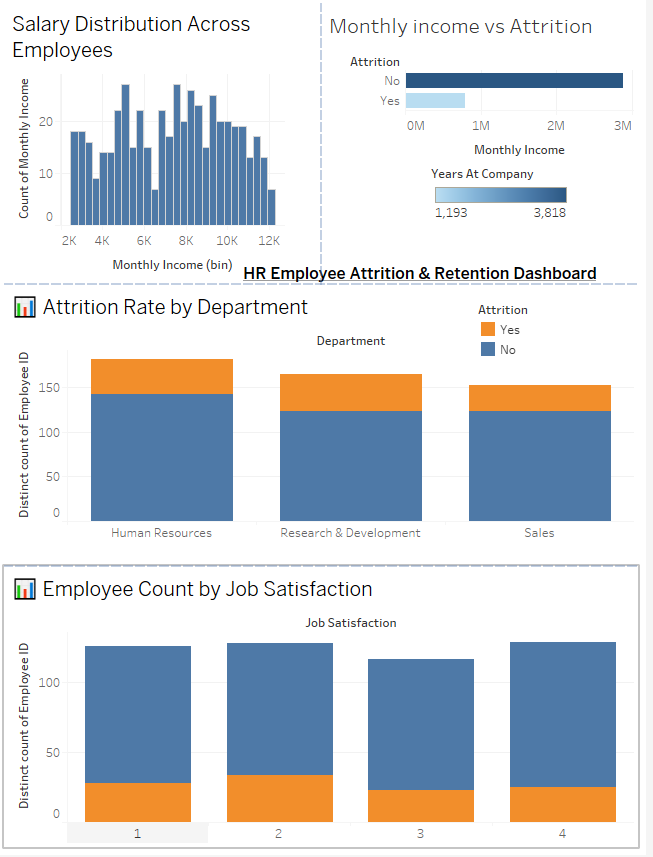 Salary Distribution Across
Employees
Count of Monthly Income
20
10
0
2K 4K 6K 8K 10K 12K
Monthly Income (bin)
Monthly income vs Attrition
Attrition
No
Yes
0M 1M 2M 3M
Monthly Income
Years At Company
1,193 3,818
HR Employee Attrition & Retention Dashboard
Attrition Rate by Department
Attrition
Yes
No
Department
Distinct count of Employee ID
150
100
50
0
Human Resources Research & Development Sales
Employee Count by Job Satisfaction
Job Satisfaction
Distinct count of Employee ID
100
50
0
1 2 3 4